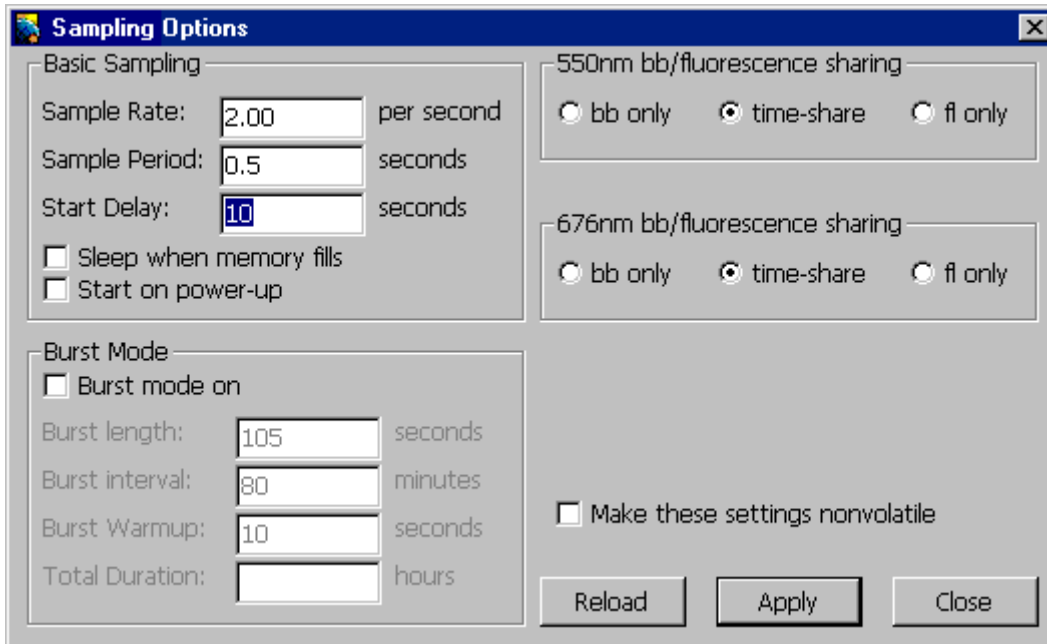 Sampling Options
Basic Sampling
Sample Rate: 2.00 per second
Sample Period: 0.5 seconds
Start Delay: 10 seconds
Sleep when memory fills
Start on power-up
Burst Mode
Burst mode on
Burst length: 105 seconds
Burst interval: 80 minutes
Burst Warmup: 10 seconds
Total Duration: hours
550nm bb/fluorescence sharing
bb only time-share fl only
676nm bb/fluorescence sharing
bb only time-share fl only
Make these settings nonvolatile
Reload Apply Close